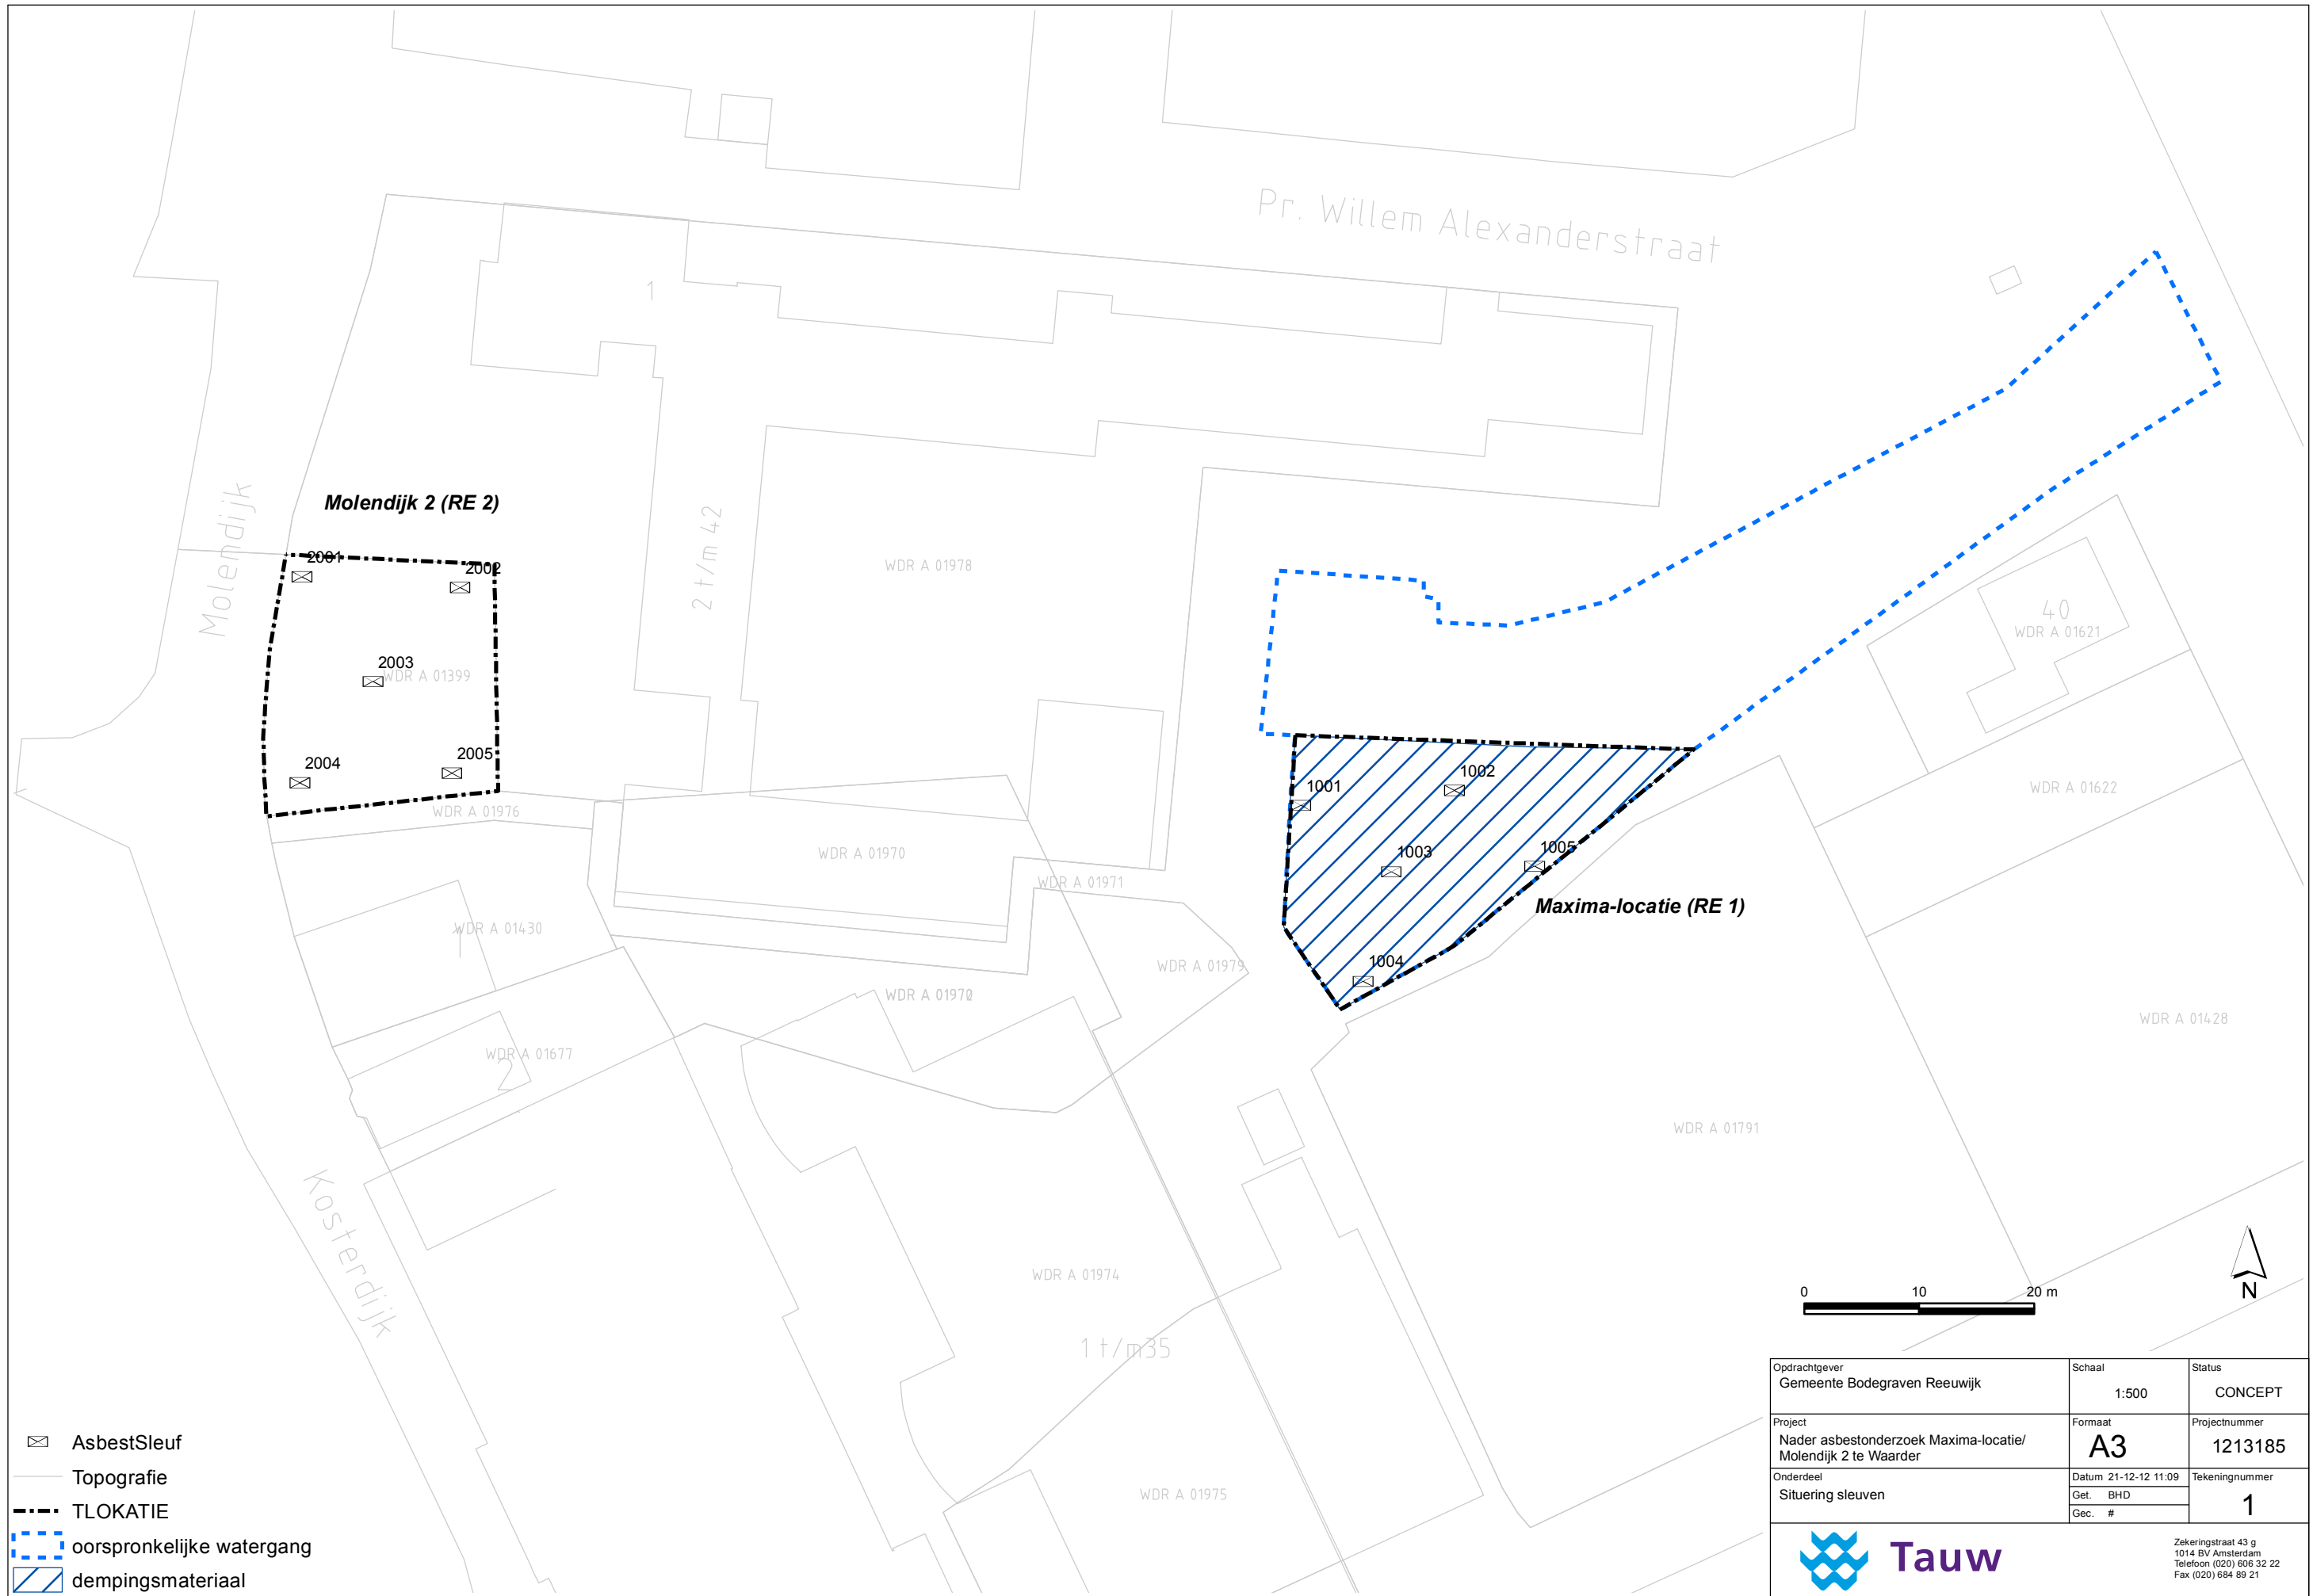 Pr. Willem Alexanderstraat
1
Molendijk 2 (RE 2)
Molendijk
2 t/m 42
2001
2002
WDR A 01978
40
WDR A 01621
2003
WDR A 01399
2004
2005
WDR A 01976
1001
1002
WDR A 01622
WDR A 01970
1003
1005
WDR A 01971
Maxima-locatie (RE 1)
WDR A 01430
1
1004
WDR A 01979
WDR A 01428
WDR A 01677
2
WDR A 01791
Kosterdijk
WDR A 01974
1 t/m35
WDR A 01975
0 10 20 m
N
AsbestSleuf
Topografie
TLOKATIE
oorspronkelijke watergang
dempingsmateriaal
Opdrachtgever
Gemeente Bodegraven Reeuwijk
Schaal
1:500
Status
CONCEPT
Project
Nader asbestonderzoek Maxima-locatie/
Molendijk 2 te Waarder
Formaat
A3
Projectnummer
1213185
Onderdeel
Situering sleuven
Datum 21-12-12 11:09
Get. BHD
Gec. #
Tekeningnummer
1
Tauw
Zekeringstraat 43 g
1014 BV Amsterdam
Telefoon (020) 606 32 22
Fax (020) 684 89 21